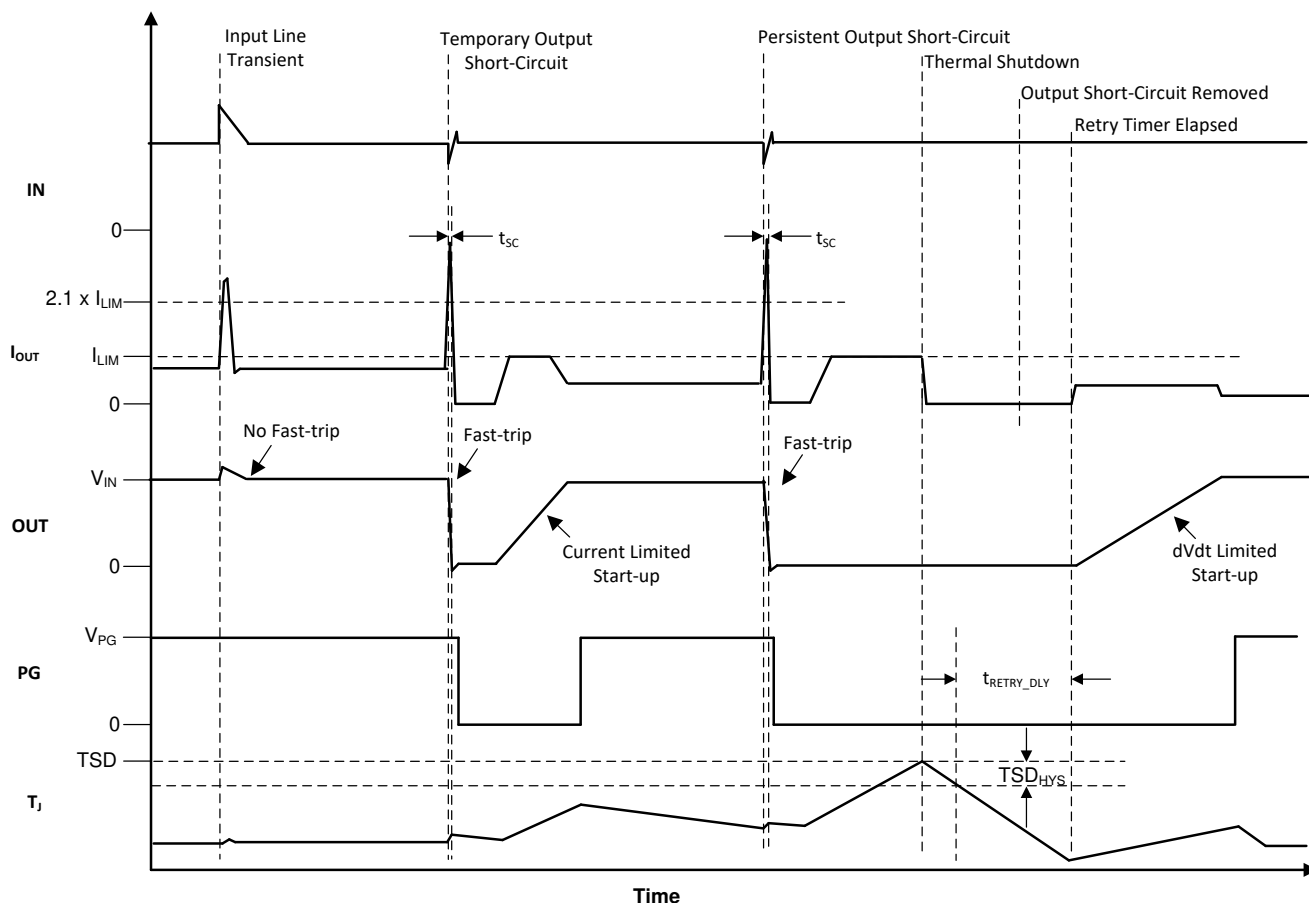 Input Line
Transient
Temporary Output
Short-Circuit
Persistent Output Short-Circuit
Thermal Shutdown
Output Short-Circuit Removed
Retry Timer Elapsed
IN
0
tSC
tSC
2.1 x ILIM
IOUT
ILIM
0
No Fast-trip
Fast-trip
Fast-trip
VIN
OUT
Current Limited
Start-up
dVdt Limited
Start-up
0
VPG
PG
tRETRY_DLY
0
TSD
TSDHYS
TJ
Time